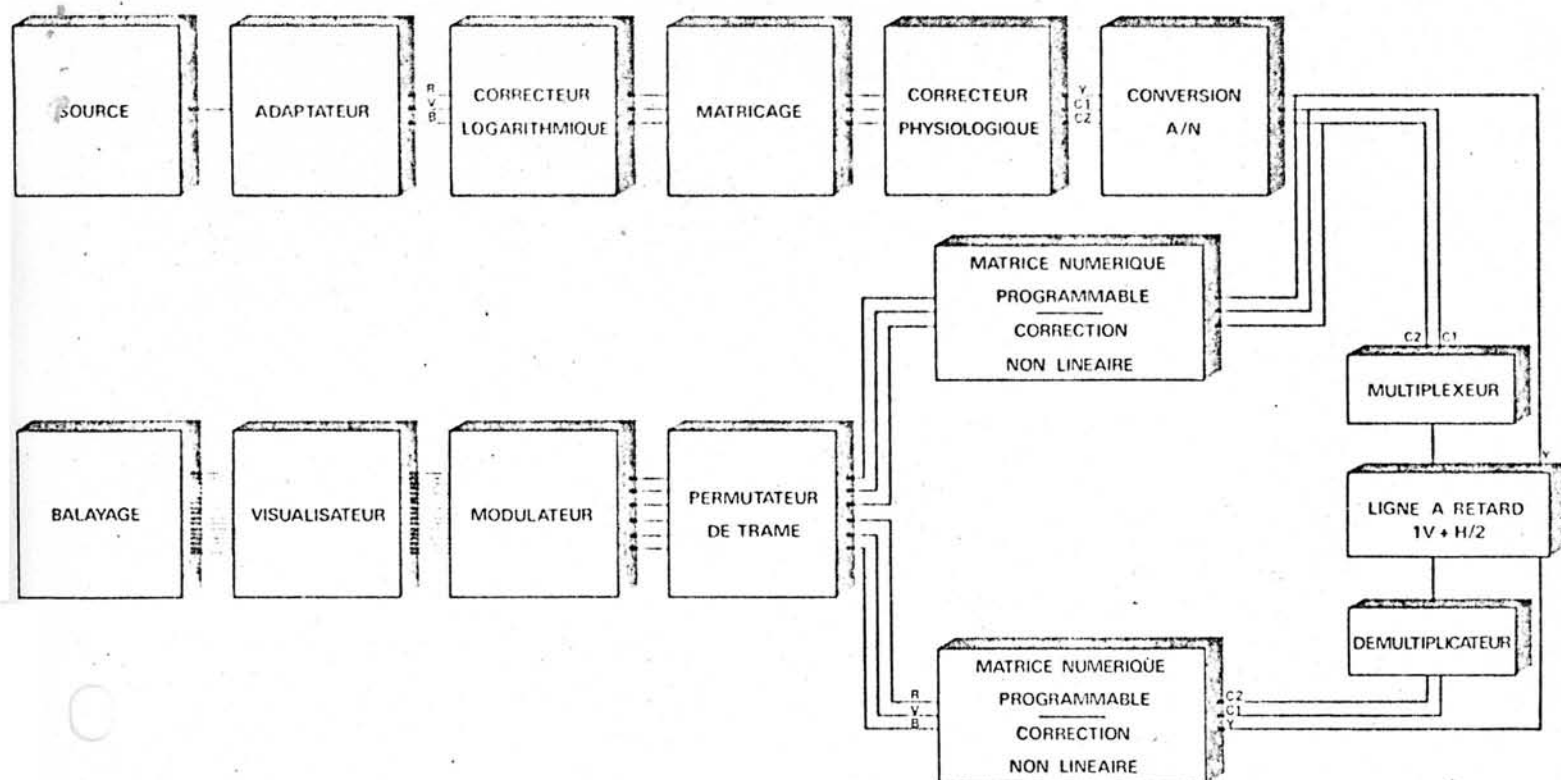 SOURCE
ADAPTATEUR
R
V
B
CORRECTEUR
LOGARITHMIQUE
MATRICAGE
CORRECTEUR
PHYSIOLOGIQUE
Y
C1
C2
CONVERSION
A/N
MATRICE NUMERIQUE
PROGRAMMABLE
CORRECTION
NON LINEAIRE
C2 C1
MULTIPLEXEUR
Y
LIGNE A RETARD
1V + H/2
DEMULTIPLICATEUR
BALAYAGE
VISUALISATEUR
MODULATEUR
PERMUTATEUR
DE TRAME
R
V
B
MATRICE NUMERIQUE
PROGRAMMABLE
CORRECTION
NON LINEAIRE
C2
C1
Y